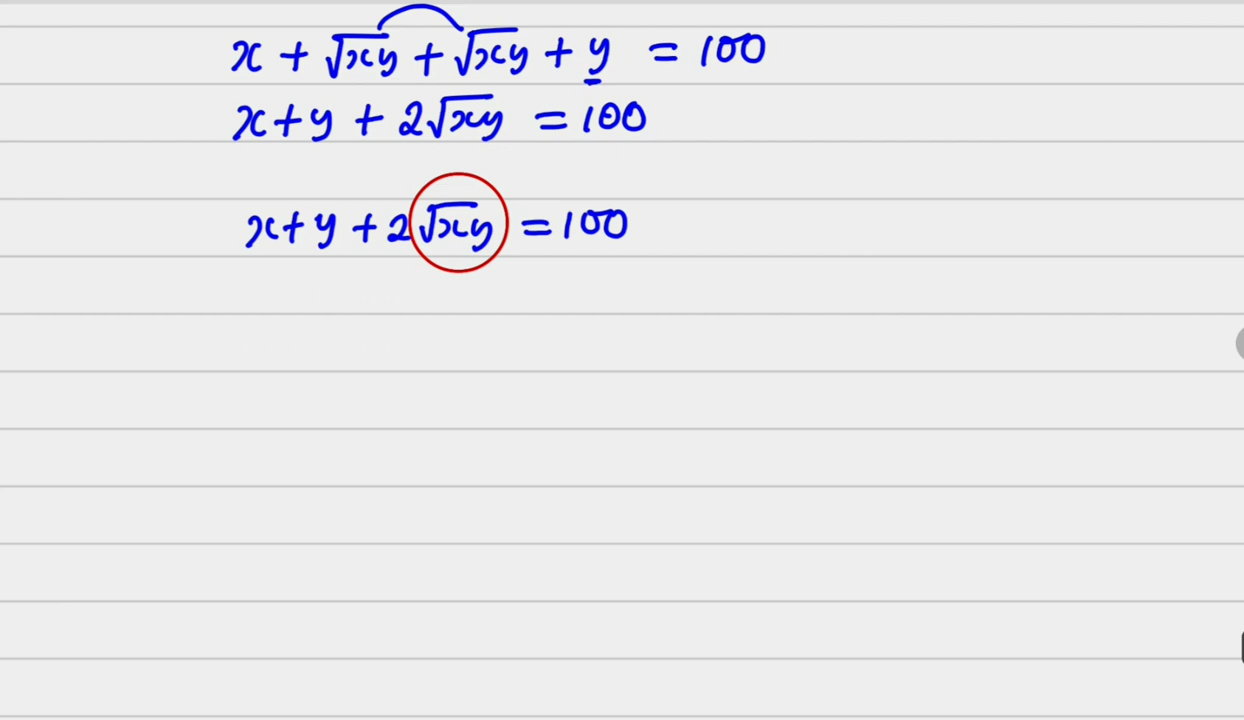 x + √xy + √xy + y = 100
x + y + 2√xy = 100
x + y + 2√xy = 100